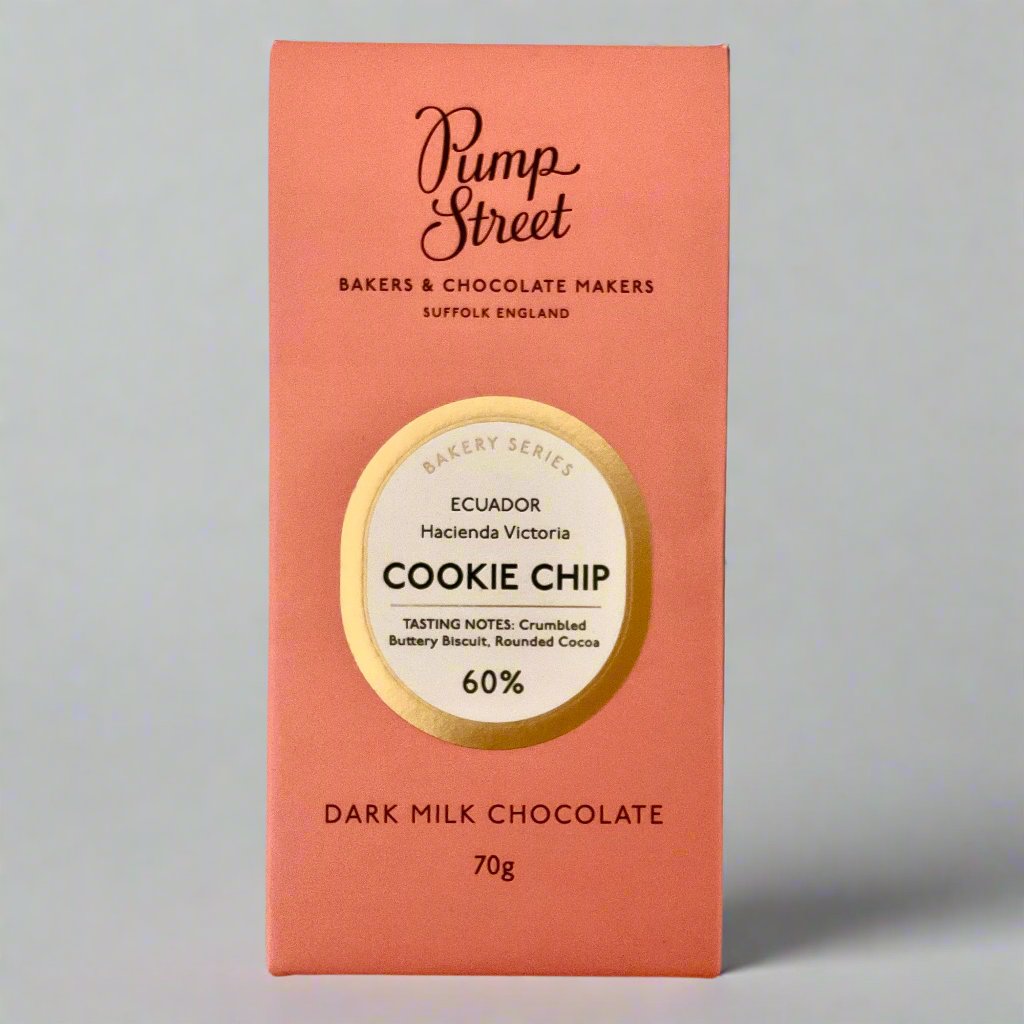 Pump
Street
BAKERS & CHOCOLATE MAKERS
SUFFOLK ENGLAND
BAKERY SERIES
ECUADOR
Hacienda Victoria
COOKIE CHIP
TASTING NOTES: Crumbled
Buttery Biscuit, Rounded Cocoa
60%
DARK MILK CHOCOLATE
70g